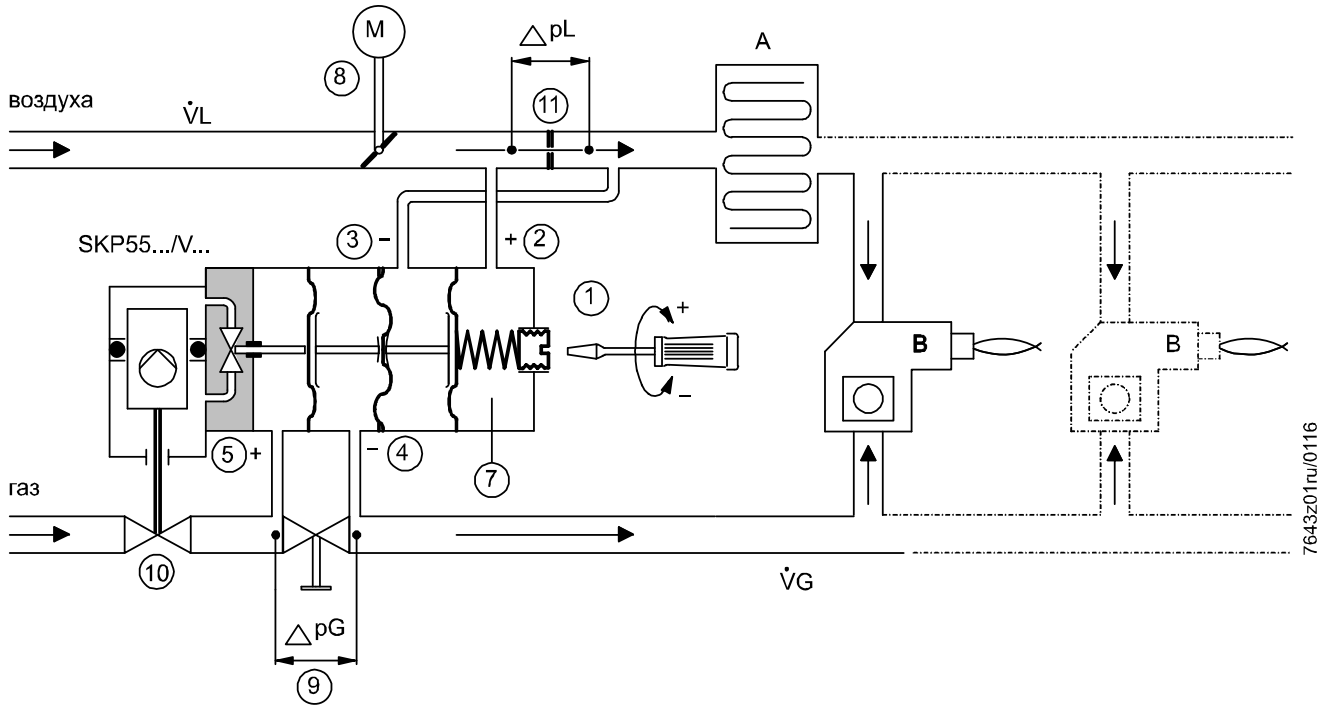 M
△ pL
A
8
воздуха
V̇L
11
SKP55.../V...
3 –
+ 2
1
+
–
B
B
5 +
– 4
7
газ
10
V̇G
△ pG
9
7643z01ru/0116